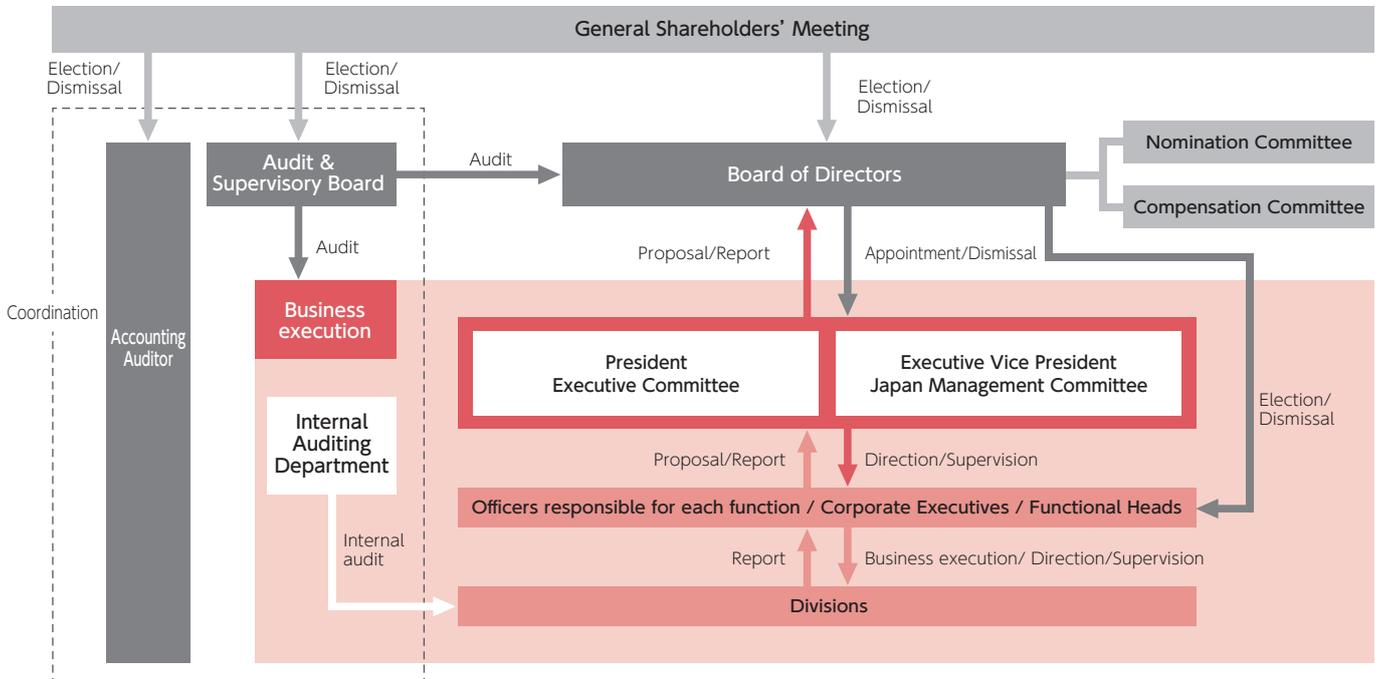 General Shareholders’ Meeting
Election/
Dismissal
Election/
Dismissal
Election/
Dismissal
Audit &
Supervisory Board
Audit
Board of Directors
Nomination Committee
Compensation Committee
Audit
Proposal/Report
Appointment/Dismissal
Coordination
Accounting
Auditor
Business
execution
President
Executive Committee
Executive Vice President
Japan Management Committee
Election/
Dismissal
Internal
Auditing
Department
Proposal/Report
Direction/Supervision
Officers responsible for each function / Corporate Executives / Functional Heads
Internal
audit
Report
Business execution/ Direction/Supervision
Divisions